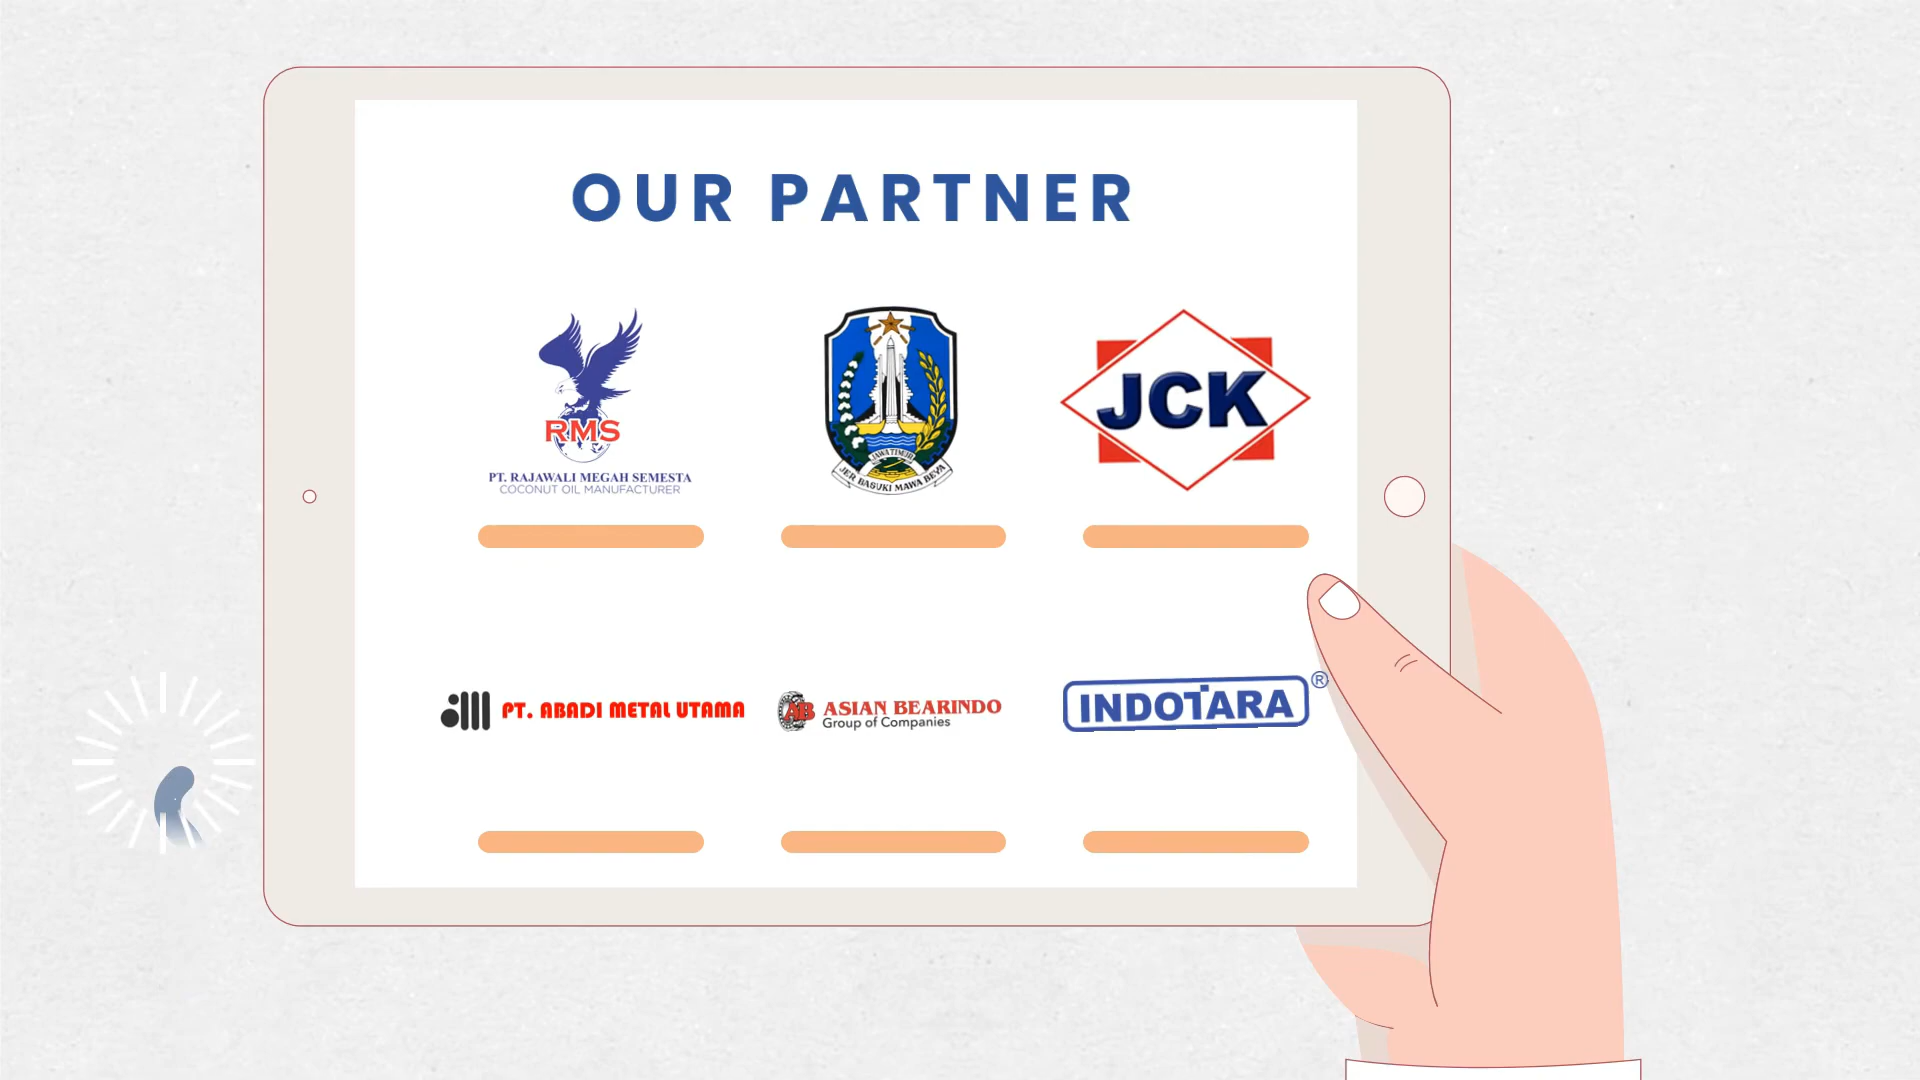 OUR PARTNER
RMS
PT. RAJAWALI MEGAH SEMESTA
COCONUT OIL MANUFACTURER
JAWA TIMUR
JER BASUKI MAWA BEYA
JCK
PT. ABADI METAL UTAMA
AB
ASIAN BEARINDO
Group of Companies
INDOTARA®